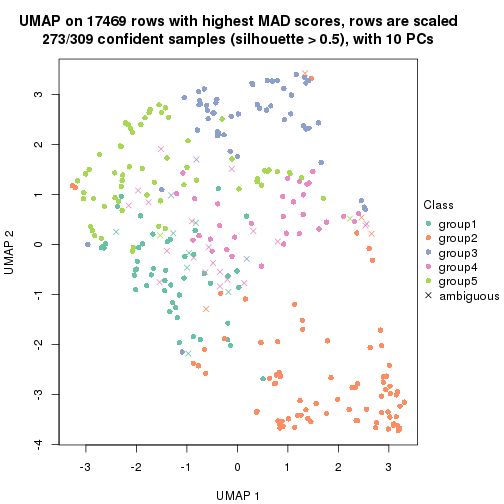 UMAP on 17469 rows with highest MAD scores, rows are scaled
273/309 confident samples (silhouette > 0.5), with 10 PCs
3
2
1
0
-1
-2
-3
-4
UMAP 2
-3 -2 -1 0 1 2 3
UMAP 1
Class
group1
group2
group3
group4
group5
ambiguous